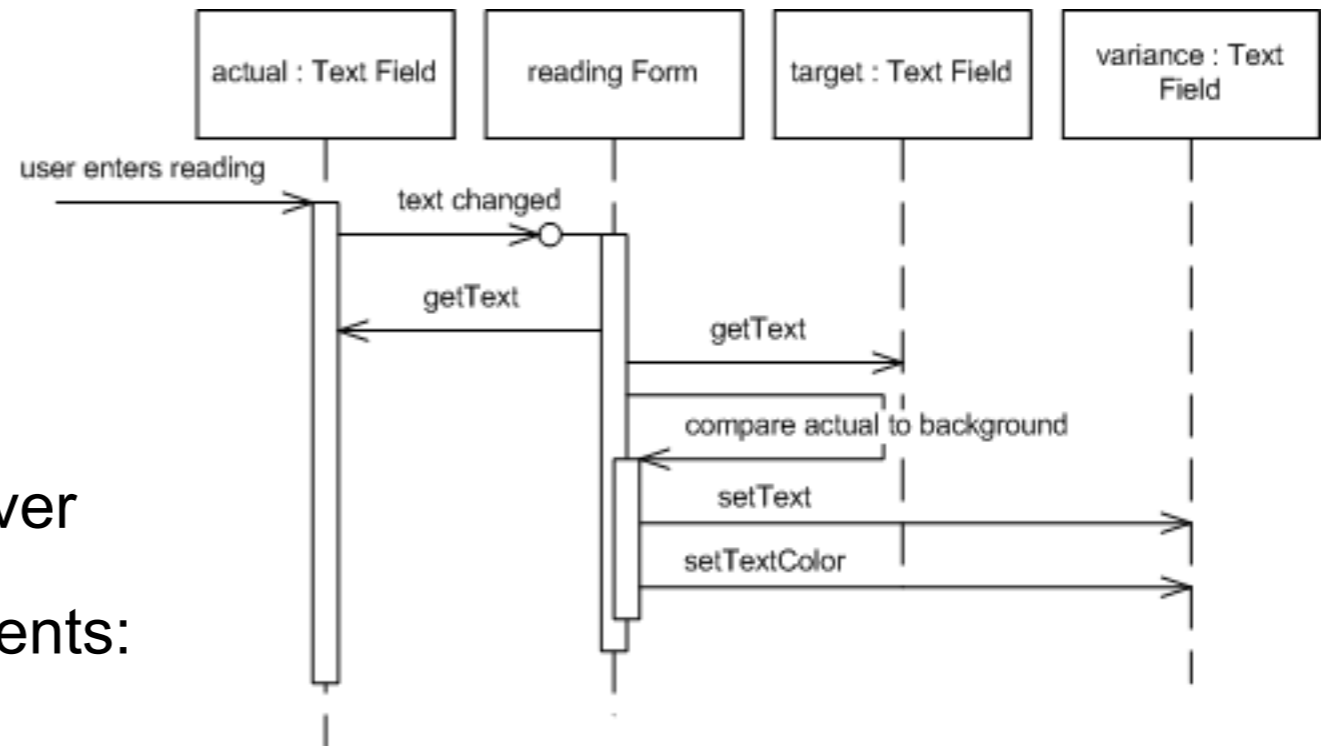 actual : Text Field
reading Form
target : Text Field
variance : Text
Field
user enters reading
text changed
getText
getText
compare actual to background
setText
setTextColor
ver
ents: